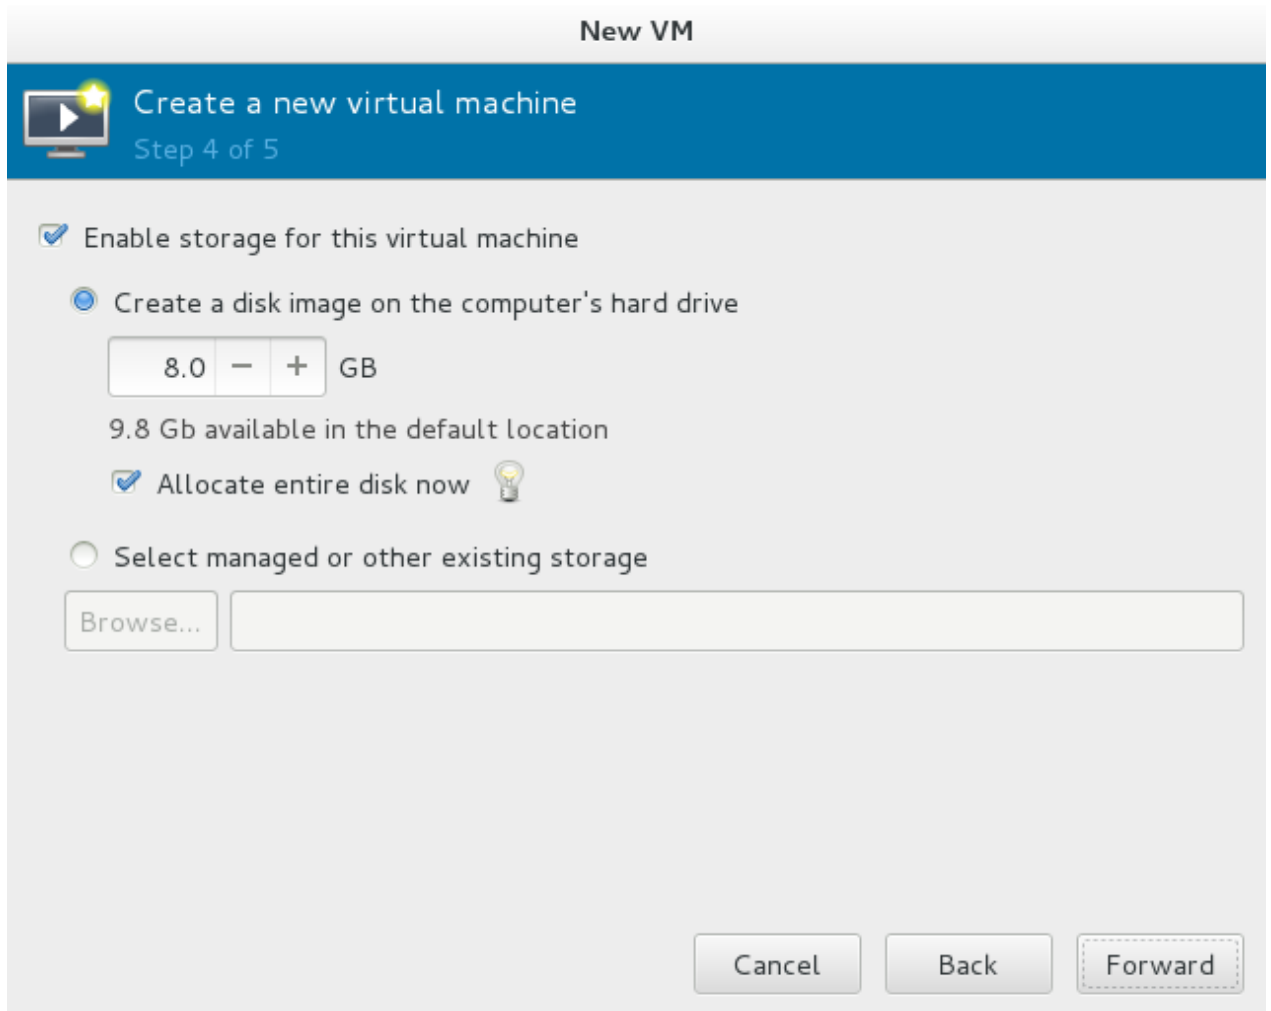 New VM
Create a new virtual machine
Step 4 of 5
Enable storage for this virtual machine
Create a disk image on the computer's hard drive
8.0 − + GB
9.8 Gb available in the default location
Allocate entire disk now
Select managed or other existing storage
Browse...
Cancel Back Forward